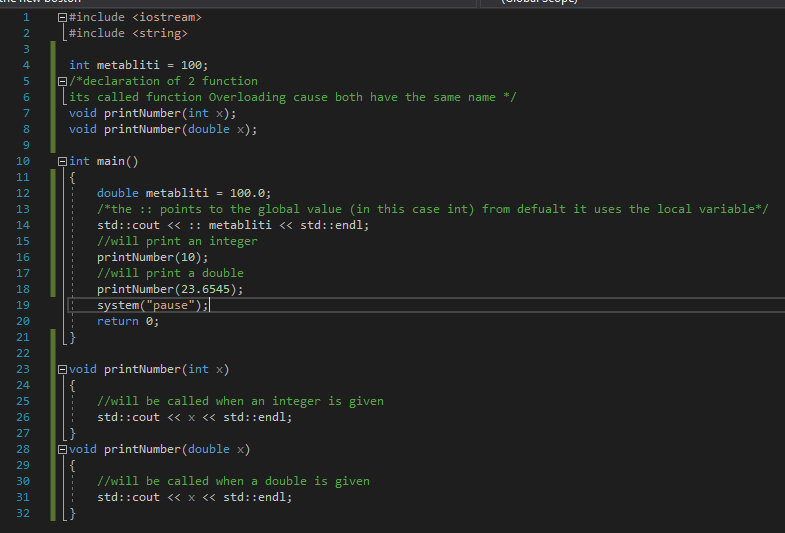 the new boston (Global Scope)
1 #include <iostream>
2 #include <string>
3
4 int metabliti = 100;
5 /*declaration of 2 function
6 its called function Overloading cause both have the same name */
7 void printNumber(int x);
8 void printNumber(double x);
9
10 int main()
11 {
12 double metabliti = 100.0;
13 /*the :: points to the global value (in this case int) from defualt it uses the local variable*/
14 std::cout << :: metabliti << std::endl;
15 //will print an integer
16 printNumber(10);
17 //will print a double
18 printNumber(23.6545);
19 system("pause");
20 return 0;
21 }
22
23 void printNumber(int x)
24 {
25 //will be called when an integer is given
26 std::cout << x << std::endl;
27 }
28 void printNumber(double x)
29 {
30 //will be called when a double is given
31 std::cout << x << std::endl;
32 }